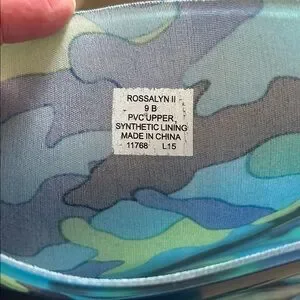 ROSSALYN II
9 B
PVC UPPER
SYNTHETIC LINING
MADE IN CHINA
11768 L15